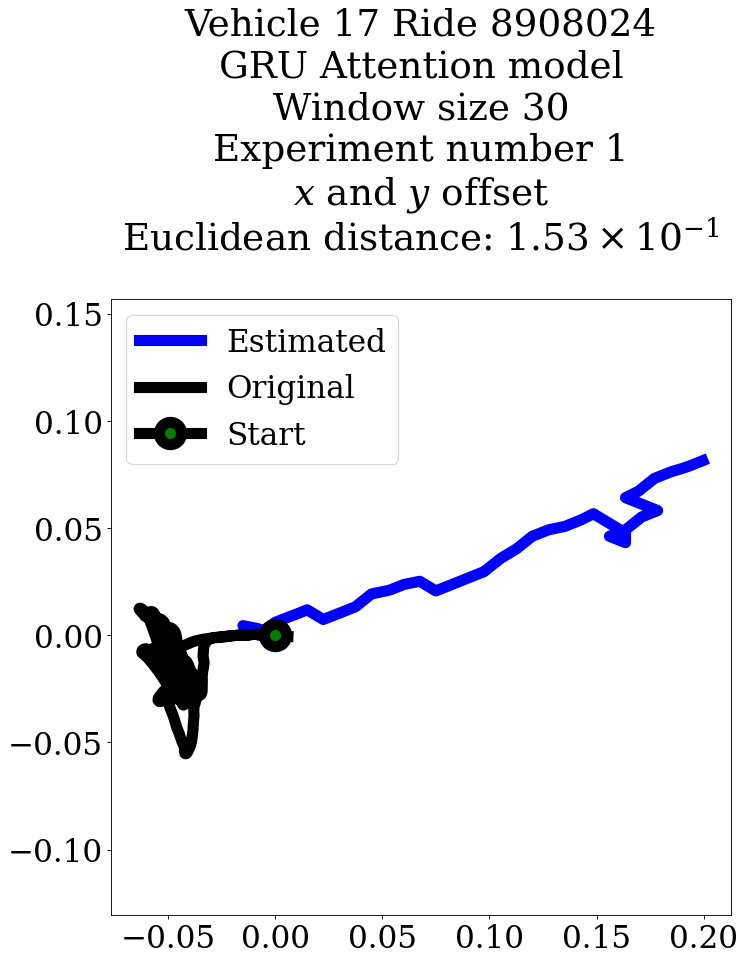 Vehicle 17 Ride 8908024
GRU Attention model
Window size 30
Experiment number 1
x and y offset
Euclidean distance: 1.53 × 10⁻¹
Estimated
Original
Start
0.15
0.10
0.05
0.00
−0.05
−0.10
−0.05 0.00 0.05 0.10 0.15 0.20